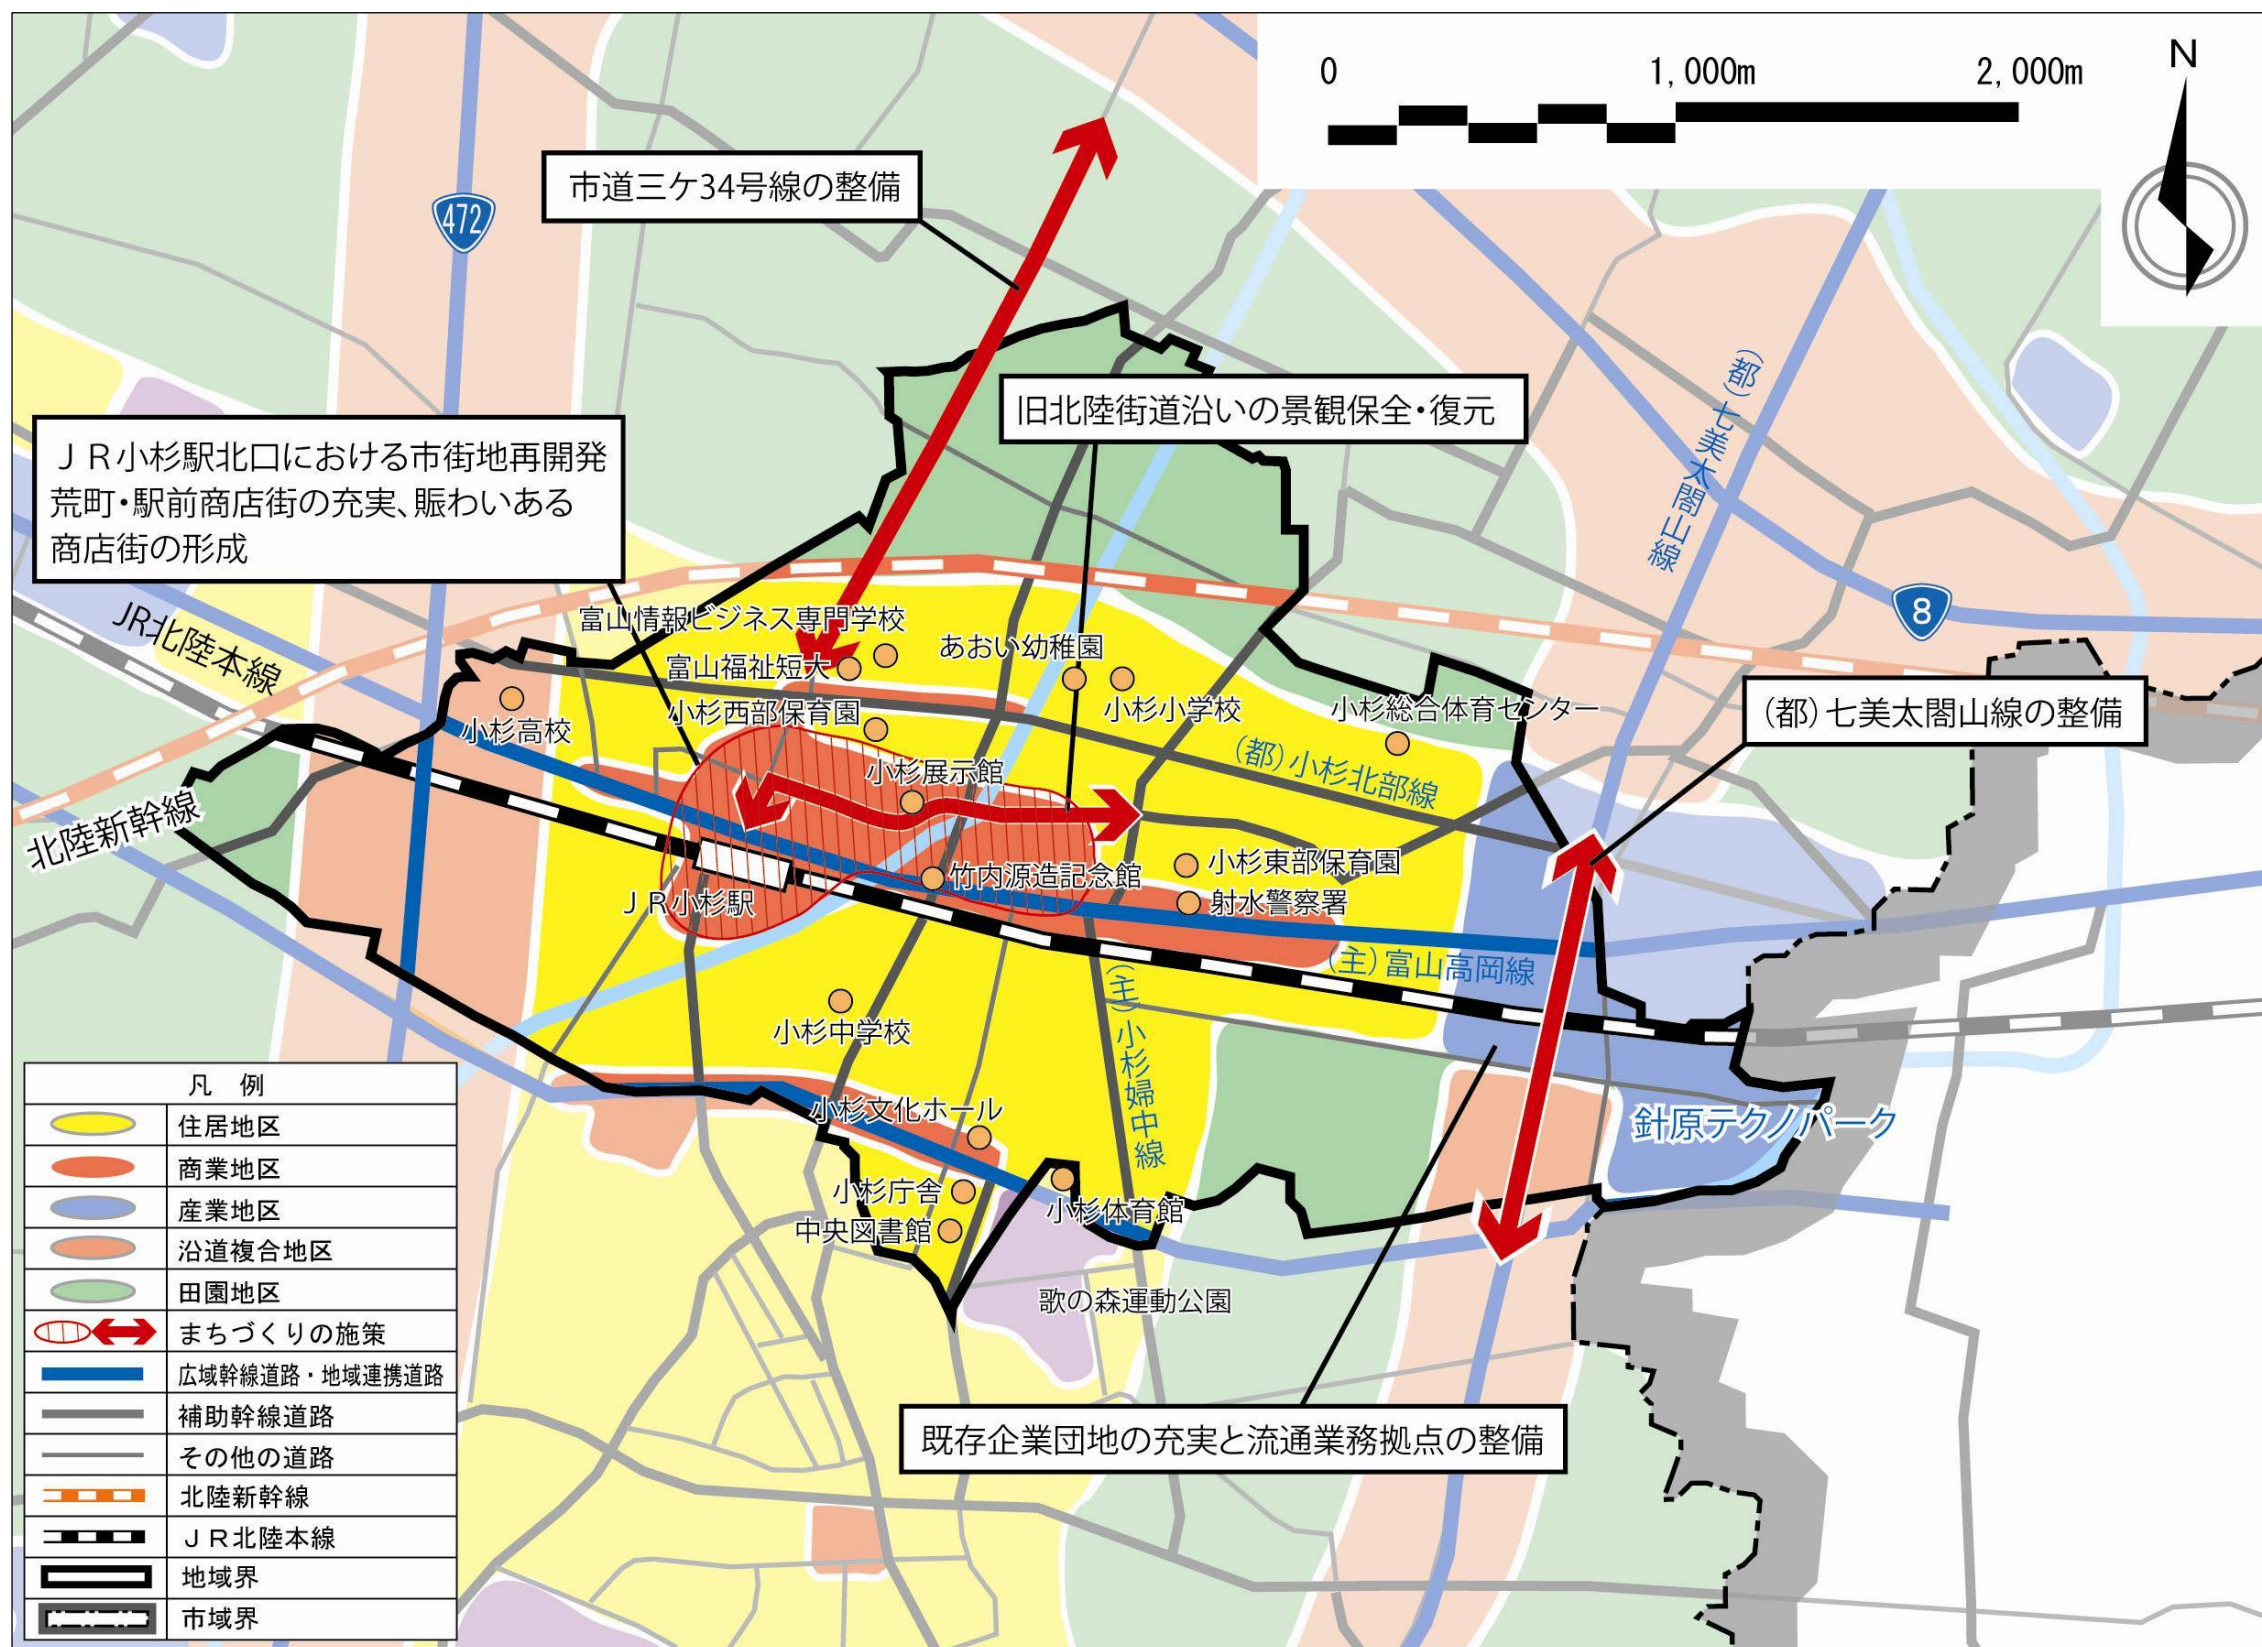 0
1,000m
2,000m
N
市道三ケ34号線の整備
472
(都)七美太閤山線
旧北陸街道沿いの景観保全・復元
ＪＲ小杉駅北口における市街地再開発
荒町・駅前商店街の充実、賑わいある
商店街の形成
8
JR北陸本線
富山情報ビジネス専門学校
あおい幼稚園
富山福祉短大
小杉高校
小杉西部保育園
小杉小学校
小杉総合体育センター
(都)七美太閤山線の整備
(都)小杉北部線
小杉展示館
北陸新幹線
小杉東部保育園
竹内源造記念館
ＪＲ小杉駅
射水警察署
(主)富山高岡線
小杉中学校
(主)小杉婦中線
針原テクノパーク
小杉文化ホール
小杉庁舎
小杉体育館
中央図書館
歌の森運動公園
既存企業団地の充実と流通業務拠点の整備
凡 例
住居地区
商業地区
産業地区
沿道複合地区
田園地区
まちづくりの施策
広域幹線道路・地域連携道路
補助幹線道路
その他の道路
北陸新幹線
ＪＲ北陸本線
地域界
市域界